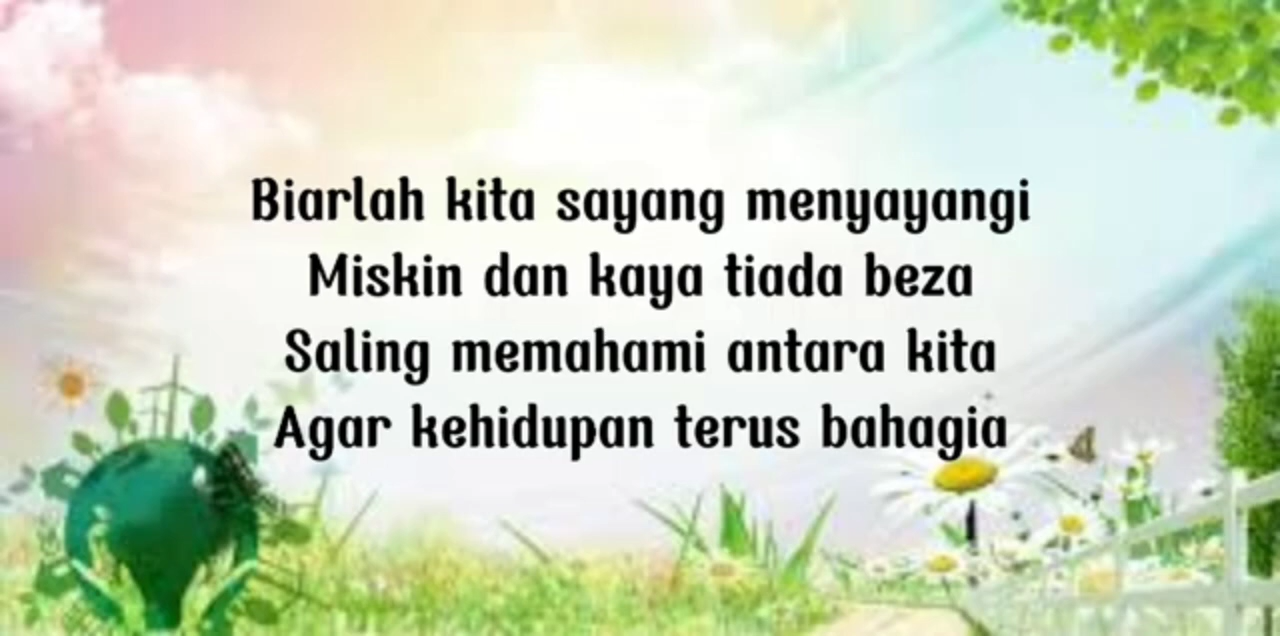 Biarlah kita sayang menyayangi
Miskin dan kaya tiada beza
Saling memahami antara kita
Agar kehidupan terus bahagia